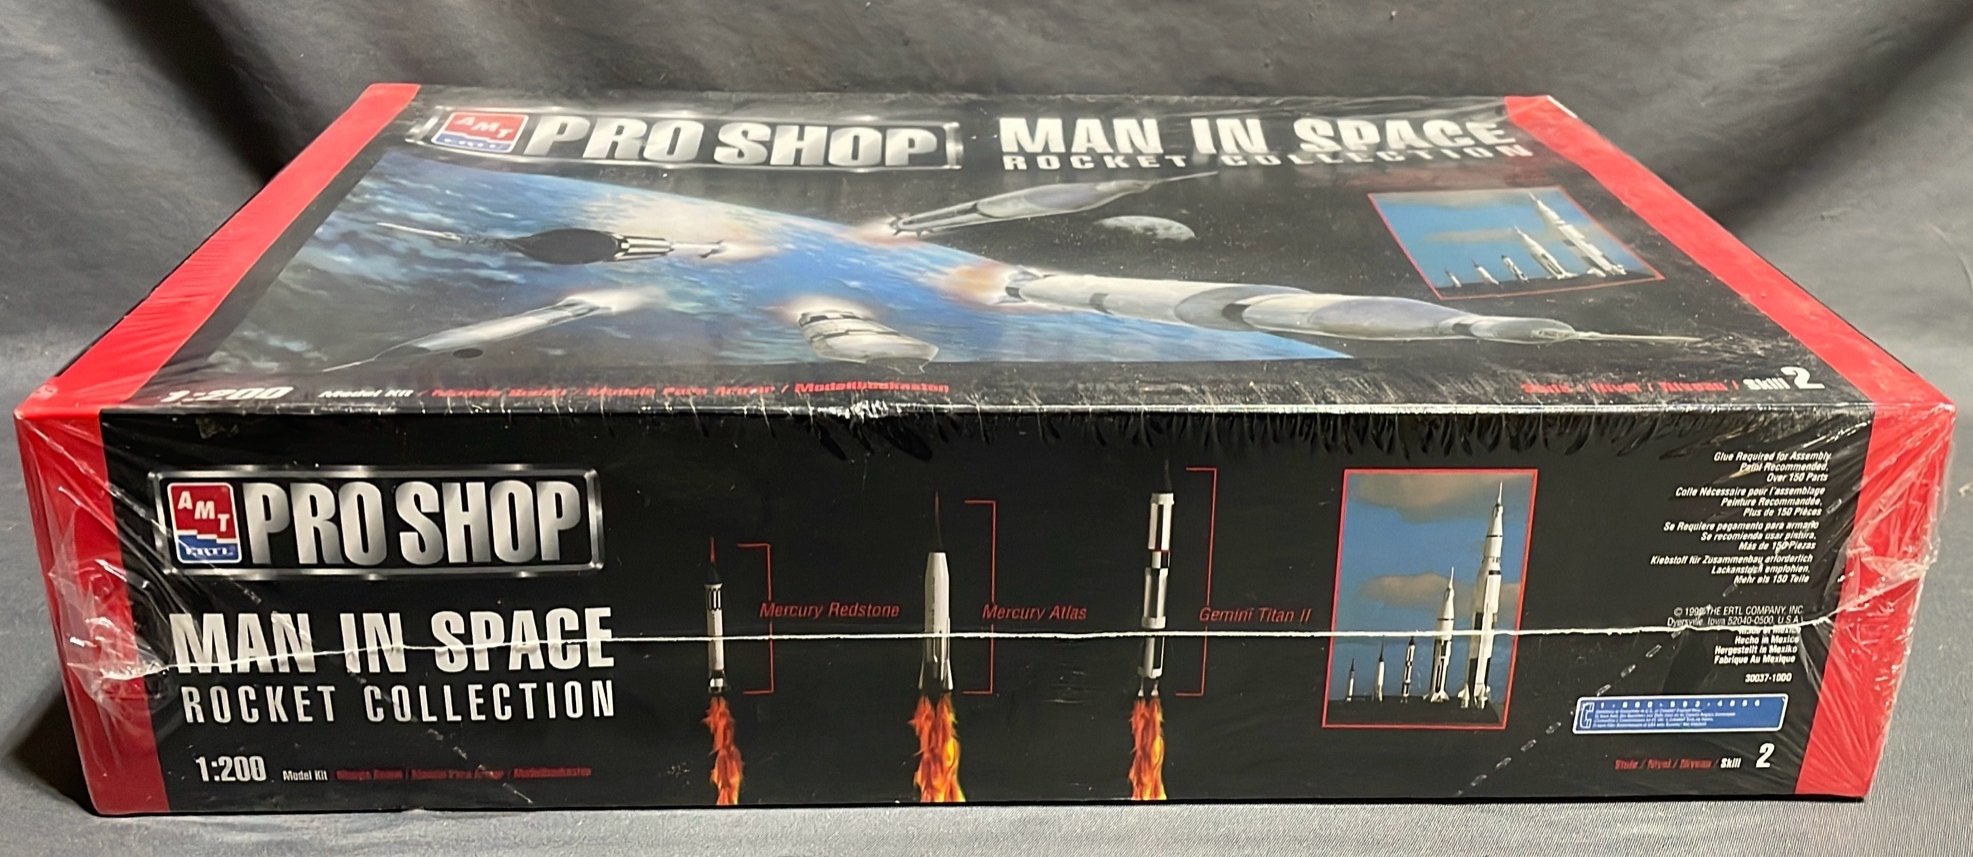 AMT
ERTL
PRO SHOP
MAN IN SPACE
ROCKET COLLECTION
1:200
Model Kit
Skill 2
AMT
ERTL
PRO SHOP
MAN IN SPACE
ROCKET COLLECTION
1:200
Model Kit
Mercury Redstone
Mercury Atlas
Gemini Titan II
Glue Required for Assembly
Paint Recommended,
Over 150 Parts
Colle Nécessaire pour l'assemblage
Peinture Recommandée,
Plus de 150 Pièces
Se Requiere pegamento para armarlo
Se recomienda usar pintura,
Más de 150 Piezas
Klebstoff für Zusammenbau erforderlich
Lackanstrich empfohlen,
Mehr als 150 Teile
THE ERTL COMPANY, INC.
Dyersville, Iowa 52040-0500, U.S.A.
Made in Mexico
Hecho en Mexico
Hergestellt in Mexiko
Fabrique Au Mexique
30037-1000
Skill 2